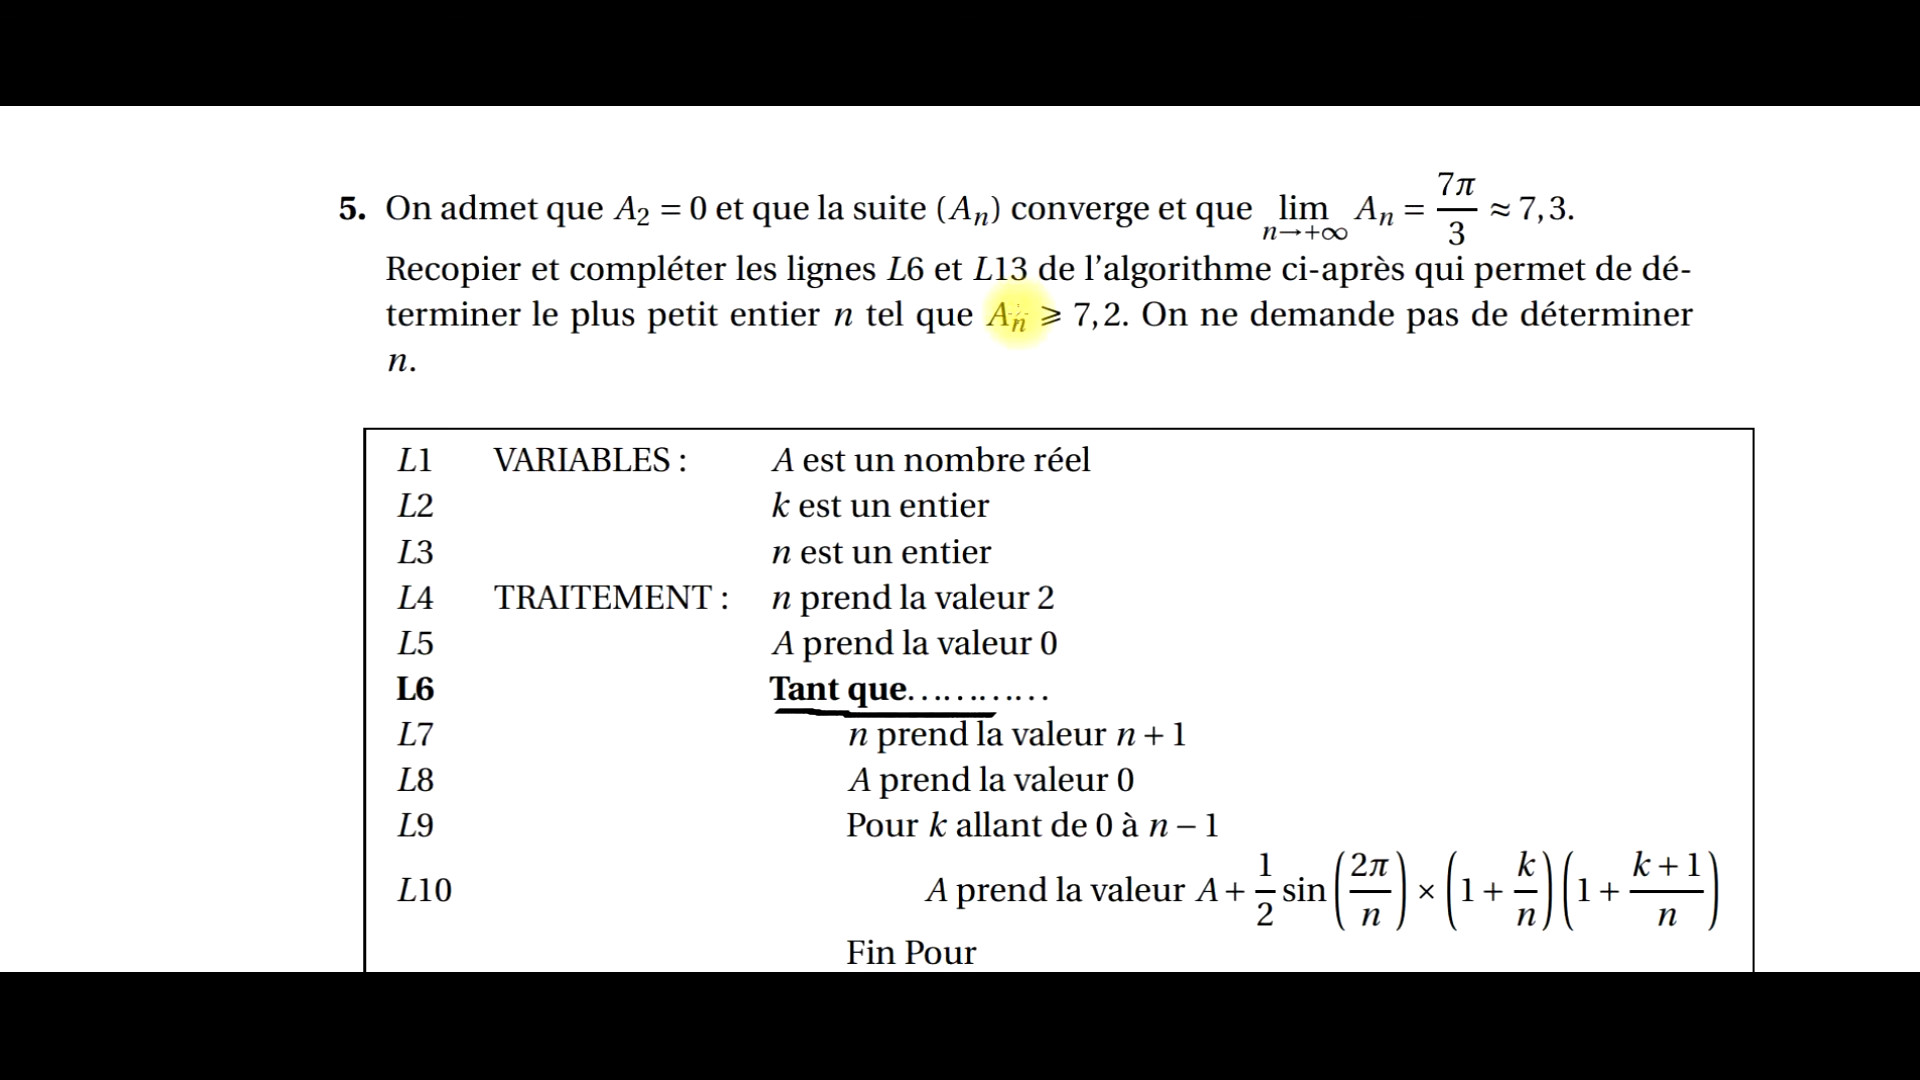 5. On admet que A₂ = 0 et que la suite (Aₙ) converge et que lim n→+∞ Aₙ = 7π/3 ≈ 7,3.
Recopier et compléter les lignes L6 et L13 de l'algorithme ci-après qui permet de dé-
terminer le plus petit entier n tel que Aₙ ⩾ 7,2. On ne demande pas de déterminer
n.
L1 VARIABLES : A est un nombre réel
L2 k est un entier
L3 n est un entier
L4 TRAITEMENT : n prend la valeur 2
L5 A prend la valeur 0
L6 Tant que............
L7 n prend la valeur n + 1
L8 A prend la valeur 0
L9 Pour k allant de 0 à n − 1
L10 A prend la valeur A + 1/2 sin(2π/n) × (1 + k/n)(1 + (k+1)/n)
Fin Pour